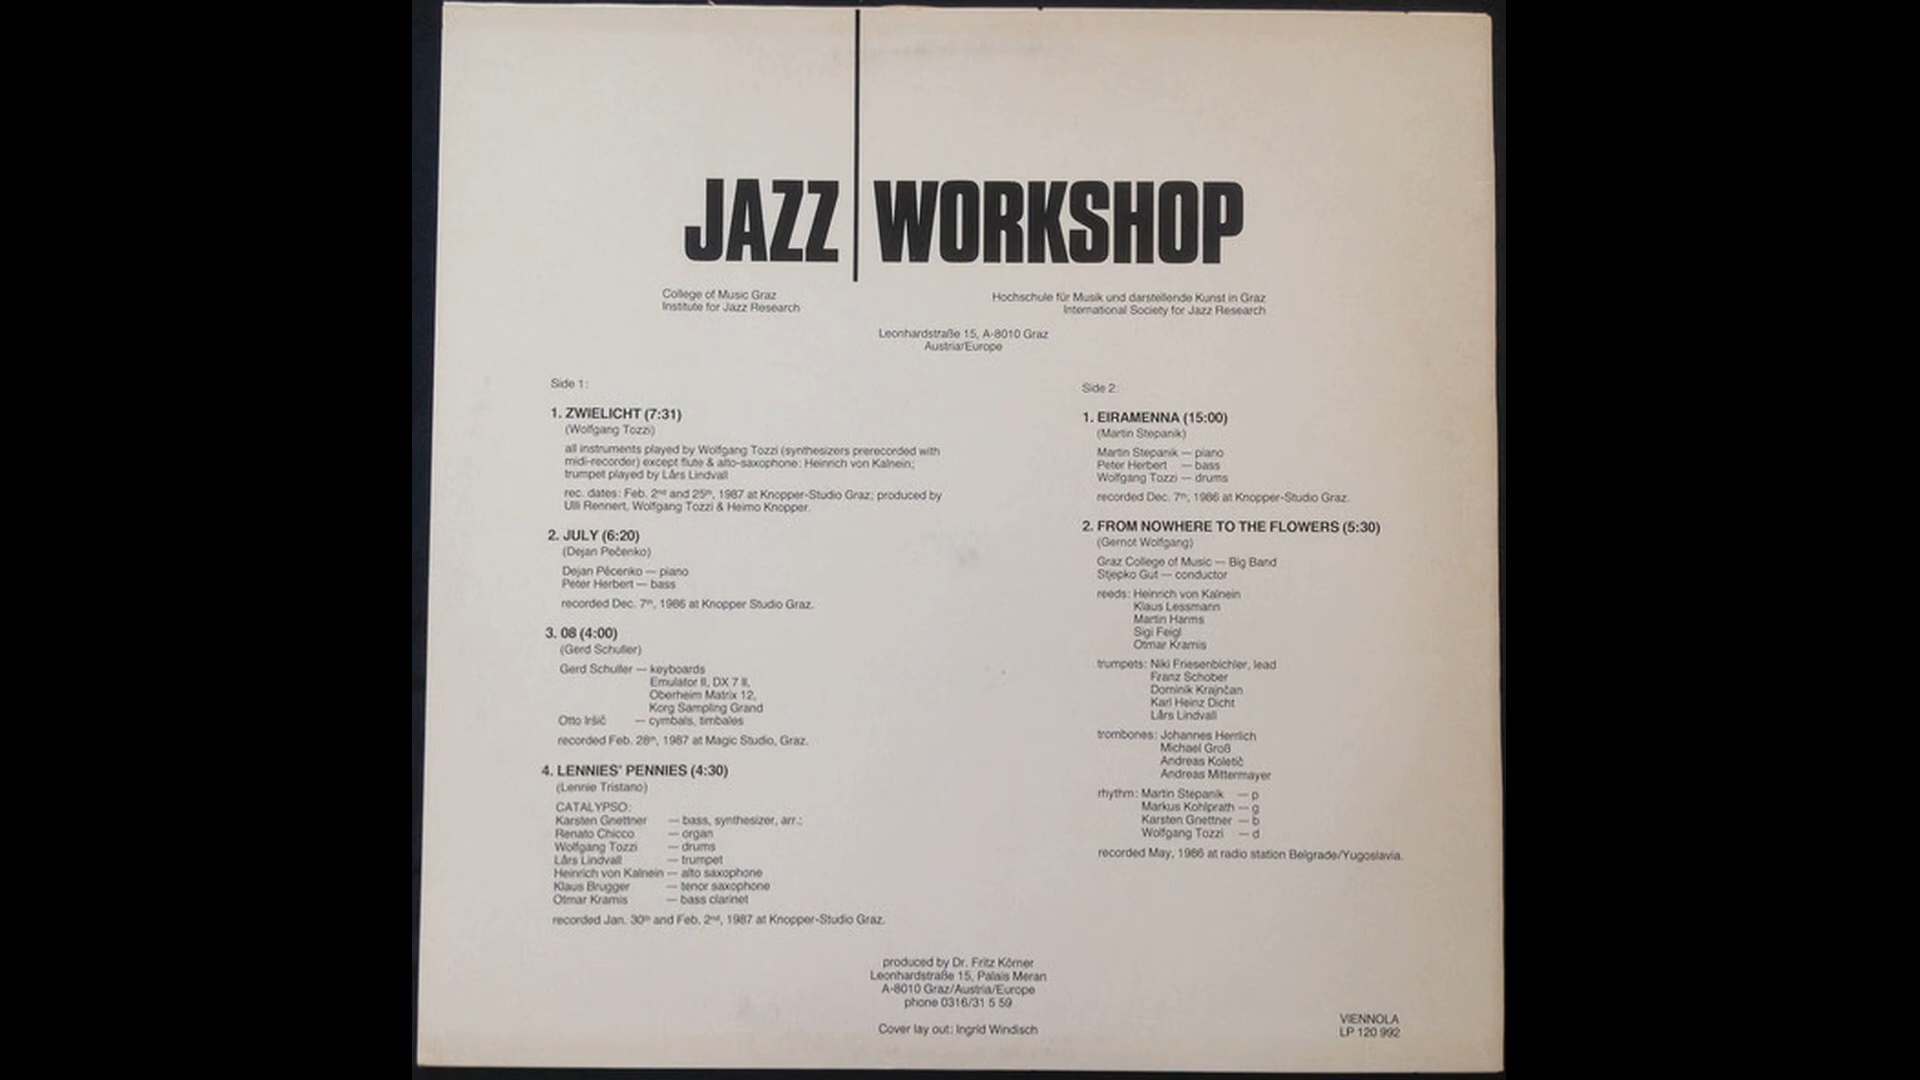 JAZZ WORKSHOP
College of Music Graz
Institute for Jazz Research
Hochschule für Musik und darstellende Kunst in Graz
International Society for Jazz Research
Leonhardstraße 15, A-8010 Graz
Austria/Europe
Side 1:
1. ZWIELICHT (7:31)
(Wolfgang Tozzi)
all instruments played by Wolfgang Tozzi (synthesizers prerecorded with
midi-recorder) except flute & alto-saxophone: Heinrich von Kalnein;
trumpet played by Lårs Lindvall
rec. dates: Feb. 2nd and 25th, 1987 at Knopper-Studio Graz; produced by
Ulli Rennert, Wolfgang Tozzi & Heimo Knopper.
2. JULY (6:20)
(Dejan Pečenko)
Dejan Pěcenko — piano
Peter Herbert — bass
recorded Dec. 7th, 1986 at Knopper Studio Graz.
3. 08 (4:00)
(Gerd Schuller)
Gerd Schuller — keyboards
Emulator II, DX 7 II,
Oberheim Matrix 12,
Korg Sampling Grand
Otto Iršič — cymbals, timbales
recorded Feb. 28th, 1987 at Magic Studio, Graz.
4. LENNIES' PENNIES (4:30)
(Lennie Tristano)
CATALYPSO:
Karsten Gnettner — bass, synthesizer, arr.;
Renato Chicco — organ
Wolfgang Tozzi — drums
Lårs Lindvall — trumpet
Heinrich von Kalnein — alto saxophone
Klaus Brugger — tenor saxophone
Otmar Kramis — bass clarinet
recorded Jan. 30th and Feb. 2nd, 1987 at Knopper-Studio Graz.
Side 2:
1. EIRAMENNA (15:00)
(Martin Stepanik)
Martin Stepanik — piano
Peter Herbert — bass
Wolfgang Tozzi — drums
recorded Dec. 7th, 1986 at Knopper-Studio Graz.
2. FROM NOWHERE TO THE FLOWERS (5:30)
(Gernot Wolfgang)
Graz College of Music — Big Band
Stjepko Gut — conductor
reeds: Heinrich von Kalnein
Klaus Lessmann
Martin Harms
Sigi Feigl
Otmar Kramis
trumpets: Niki Friesenbichler, lead
Franz Schober
Dominik Krajnčan
Karl Heinz Dicht
Lårs Lindvall
trombones: Johannes Herrlich
Michael Groß
Andreas Koletič
Andreas Mittermayer
rhythm: Martin Stepanik — p
Markus Kohlprath — g
Karsten Gnettner — b
Wolfgang Tozzi — d
recorded May, 1986 at radio station Belgrade/Yugoslavia.
produced by Dr. Fritz Körner
Leonhardstraße 15, Palais Meran
A-8010 Graz/Austria/Europe
phone 0316/31 5 59
Cover lay out: Ingrid Windisch
VIENNOLA
LP 120 992